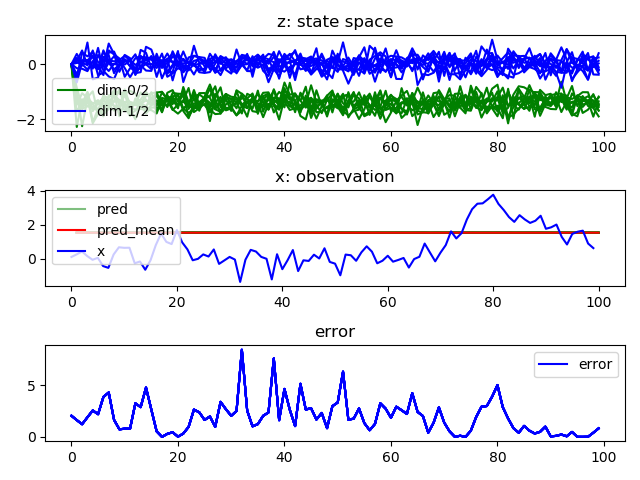 z: state space
0
−2
dim-0/2
dim-1/2
0 20 40 60 80 100
x: observation
4
2
0
pred
pred_mean
x
0 20 40 60 80 100
error
5
0
error
0 20 40 60 80 100